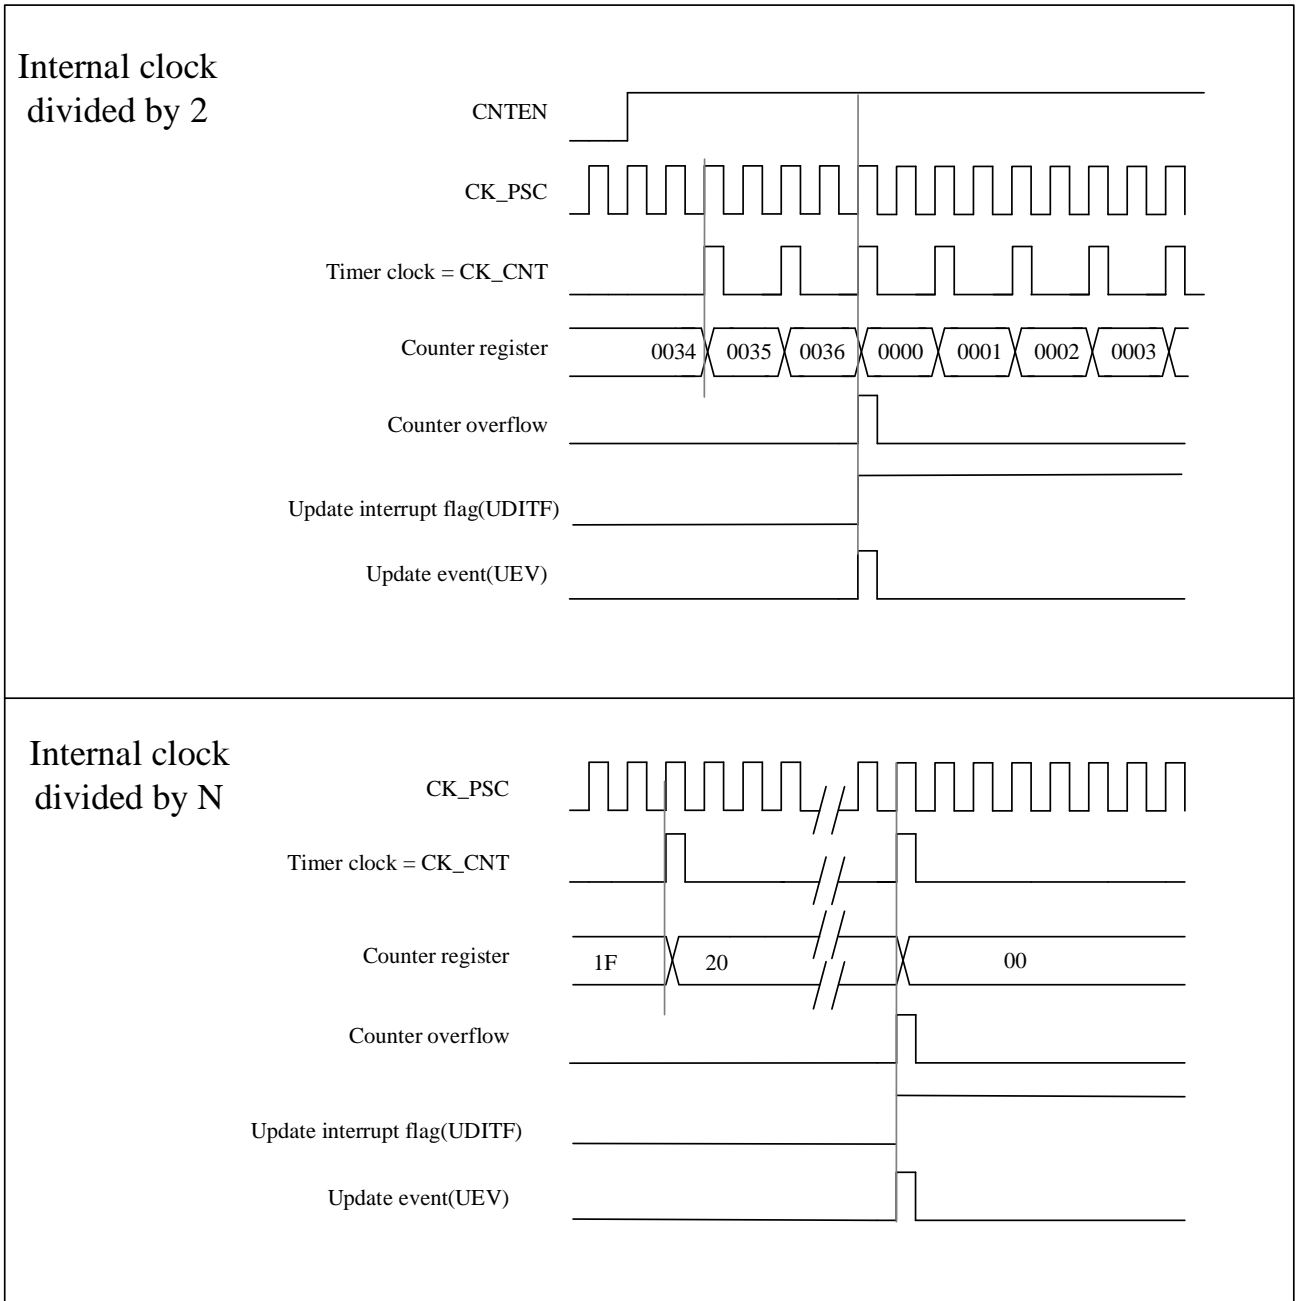 Internal clock
divided by 2
CNTEN
CK_PSC
Timer clock = CK_CNT
Counter register
0034 0035 0036 0000 0001 0002 0003
Counter overflow
Update interrupt flag(UDITF)
Update event(UEV)
Internal clock
divided by N
CK_PSC
Timer clock = CK_CNT
Counter register
1F 20 00
Counter overflow
Update interrupt flag(UDITF)
Update event(UEV)